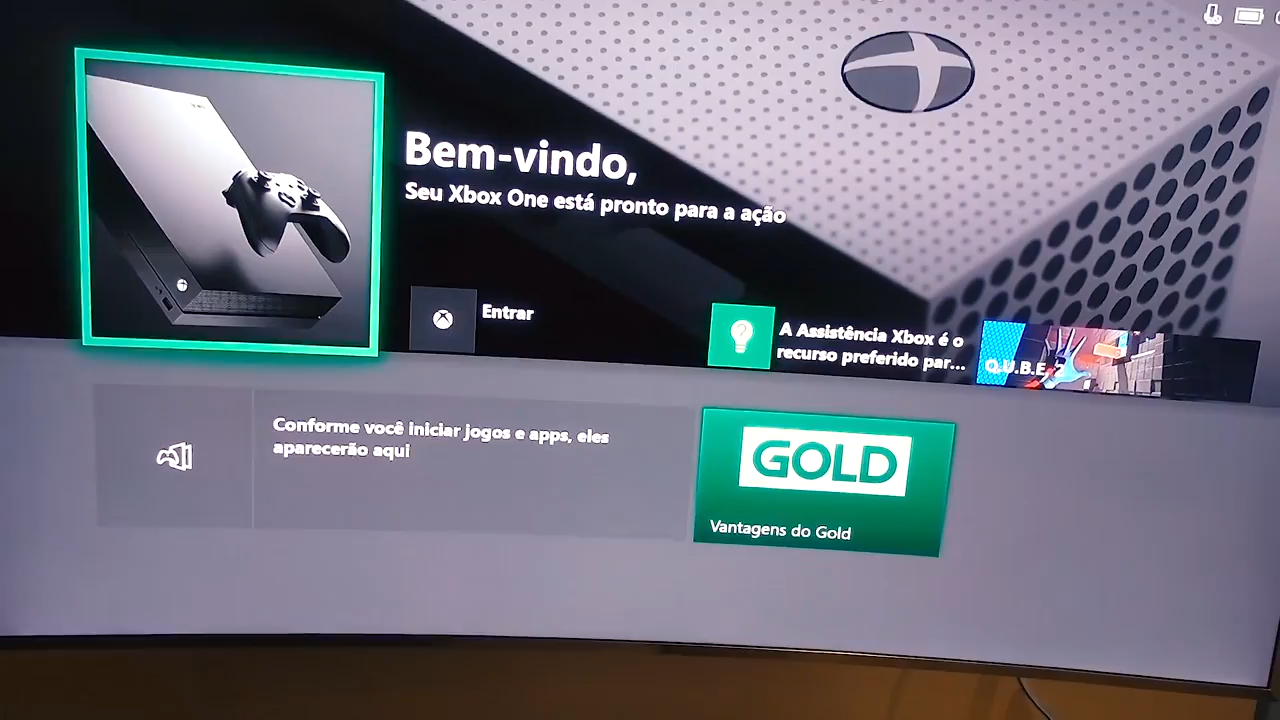 Bem-vindo,
Seu Xbox One está pronto para a ação
Entrar
A Assistência Xbox é o
recurso preferido par...
Q.U.B.E. 2
Conforme você iniciar jogos e apps, eles
aparecerão aqui
GOLD
Vantagens do Gold